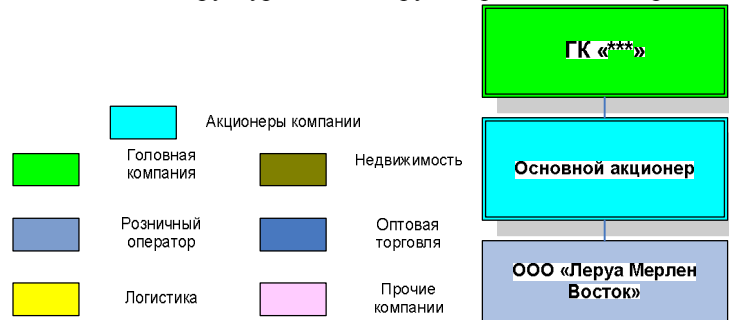 ГК «***»
Акционеры компании
Головная
компания
Недвижимость
Основной акционер
Розничный
оператор
Оптовая
торговля
ООО «Леруа Мерлен
Восток»
Логистика
Прочие
компании